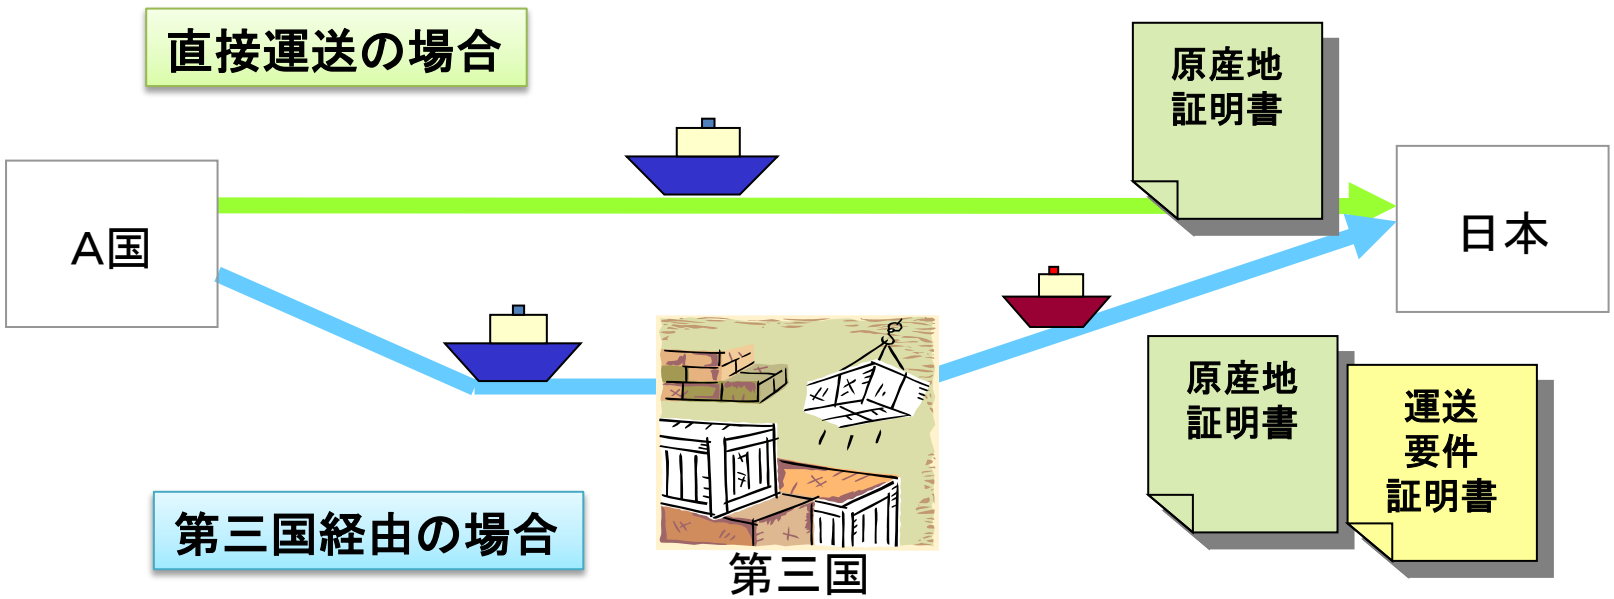 直接運送の場合
原産地
証明書
A国
日本
原産地
証明書
運送
要件
証明書
第三国経由の場合
第三国